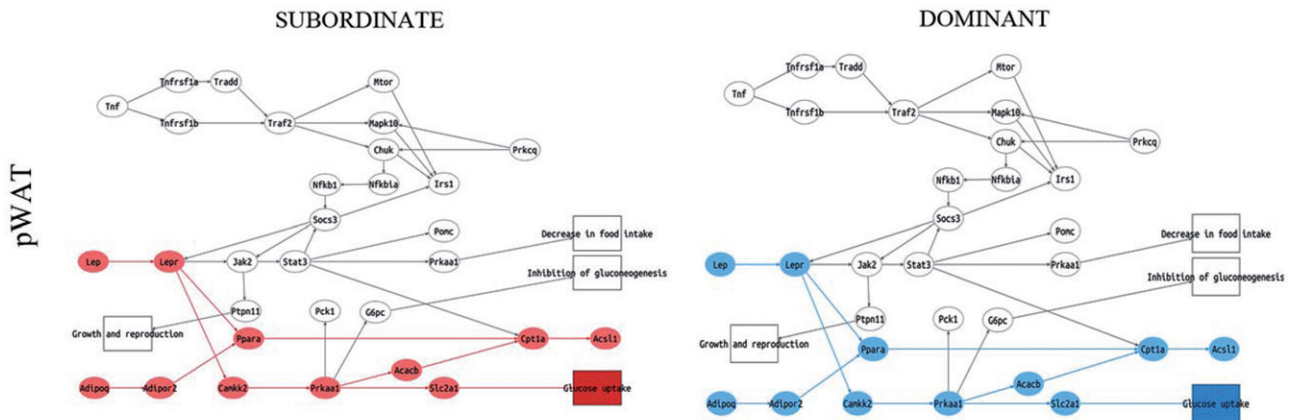 SUBORDINATE
DOMINANT
pWAT
Tnfrsf1a
Tradd
Mtor
Tnf
Tnfrsf1b
Traf2
Mapk10
Chuk
Prkcq
Nfkb1
Nfkbia
Irs1
Socs3
Pomc
Decrease in food intake
Lep
Lepr
Jak2
Stat3
Prkaa1
Inhibition of gluconeogenesis
Ptpn11
Pck1
G6pc
Growth and reproduction
Ppara
Cpt1a
Acsl1
Acacb
Adipoq
Adipor2
Camkk2
Prkaa1
Slc2a1
Glucose uptake
Tnfrsf1a
Tradd
Mtor
Tnf
Tnfrsf1b
Traf2
Mapk10
Chuk
Prkcq
Nfkb1
Nfkbia
Irs1
Socs3
Pomc
Decrease in food intake
Lep
Lepr
Jak2
Stat3
Prkaa1
Inhibition of gluconeogenesis
Ptpn11
Pck1
G6pc
Growth and reproduction
Ppara
Cpt1a
Acsl1
Acacb
Adipoq
Adipor2
Camkk2
Prkaa1
Slc2a1
Glucose uptake